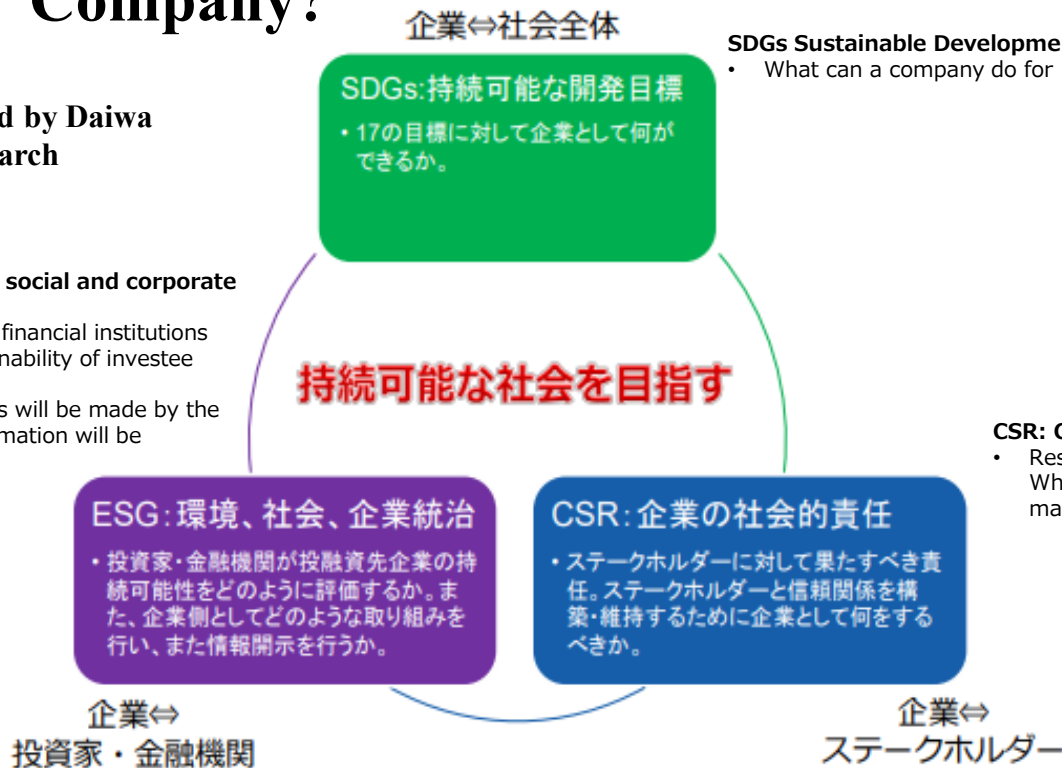 Company?
企業⇔社会全体
SDGs Sustainable Developme
• What can a company do for
d by Daiwa
arch
SDGs:持続可能な開発目標
• 17の目標に対して企業として何が
できるか。
social and corporate
financial institutions
nability of investee
s will be made by the
mation will be
持続可能な社会を目指す
CSR: C
• Res
Wh
ma
ESG:環境、社会、企業統治
• 投資家・金融機関が投融資先企業の持
続可能性をどのように評価するか。ま
た、企業側としてどのような取り組みを
行い、また情報開示を行うか。
CSR:企業の社会的責任
• ステークホルダーに対して果たすべき責
任。ステークホルダーと信頼関係を構
築・維持するために企業として何をする
べきか。
企業⇔
投資家・金融機関
企業⇔
ステークホルダー